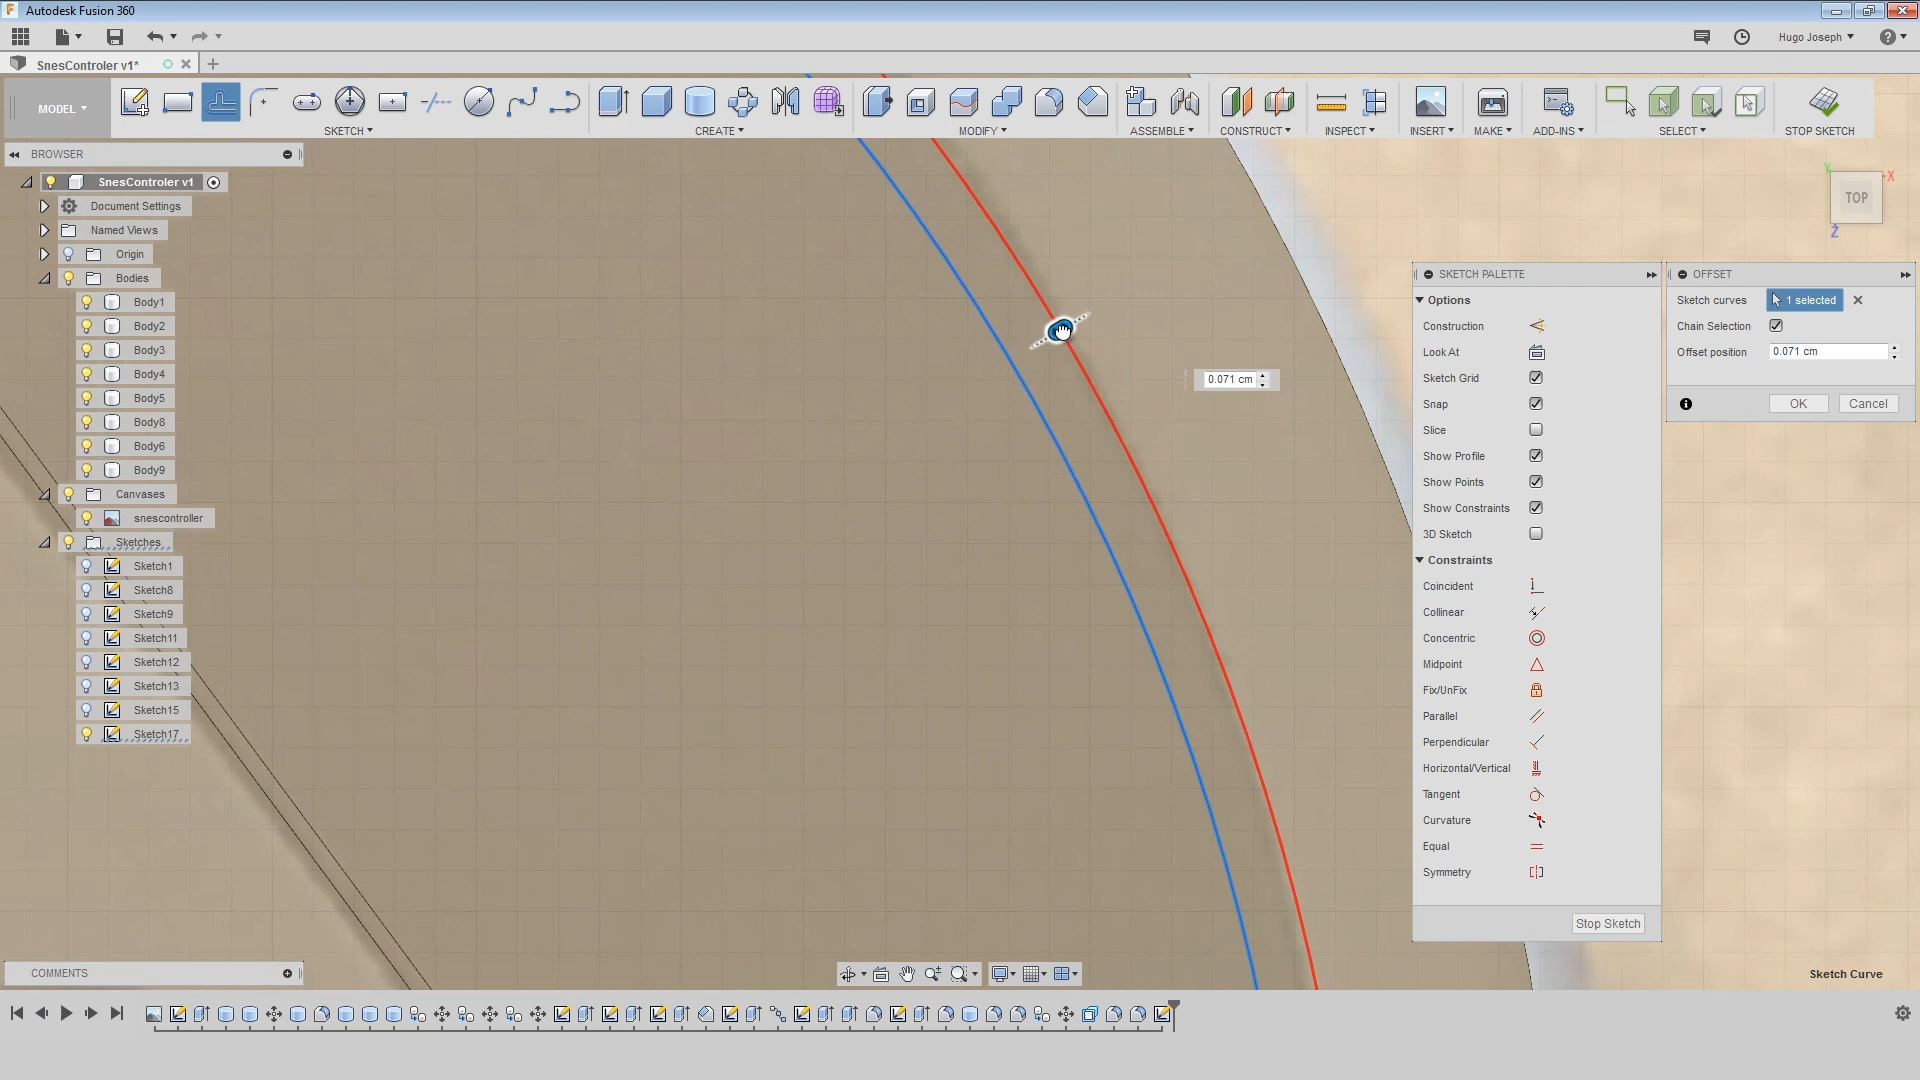 Autodesk Fusion 360
Hugo Joseph
SnesControler v1*
MODEL
SKETCH
CREATE
MODIFY
ASSEMBLE
CONSTRUCT
INSPECT
INSERT
MAKE
ADD-INS
SELECT
STOP SKETCH
BROWSER
SnesControler v1
Document Settings
Named Views
Origin
Bodies
Body1
Body2
Body3
Body4
Body5
Body8
Body6
Body9
Canvases
snescontroller
Sketches
Sketch1
Sketch8
Sketch9
Sketch11
Sketch12
Sketch13
Sketch15
Sketch17
0.071 cm
Y
X
TOP
Z
SKETCH PALETTE
Options
Construction
Look At
Sketch Grid
Snap
Slice
Show Profile
Show Points
Show Constraints
3D Sketch
Constraints
Coincident
Collinear
Concentric
Midpoint
Fix/UnFix
Parallel
Perpendicular
Horizontal/Vertical
Tangent
Curvature
Equal
Symmetry
Stop Sketch
OFFSET
Sketch curves 1 selected
Chain Selection
Offset position 0.071 cm
OK Cancel
COMMENTS
Sketch Curve